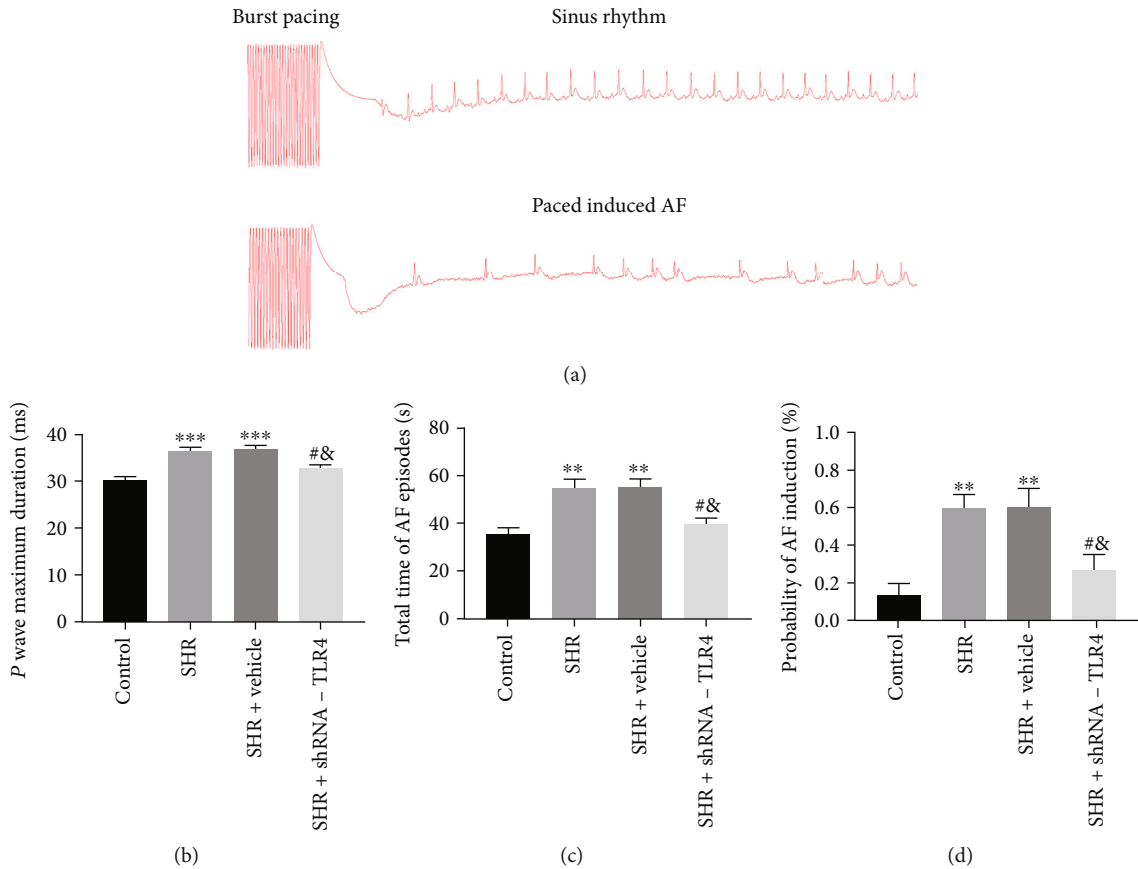 Burst pacing
Sinus rhythm
Paced induced AF
(a)
P wave maximum duration (ms)
40
30
20
10
0
***
***
#&
Control
SHR
SHR + vehicle
SHR + shRNA – TLR4
(b)
Total time of AF episodes (s)
80
60
40
20
0
**
**
#&
Control
SHR
SHR + vehicle
SHR + shRNA – TLR4
(c)
Probability of AF induction (%)
1.0
0.8
0.6
0.4
0.2
0.0
**
**
#&
Control
SHR
SHR + vehicle
SHR + shRNA – TLR4
(d)